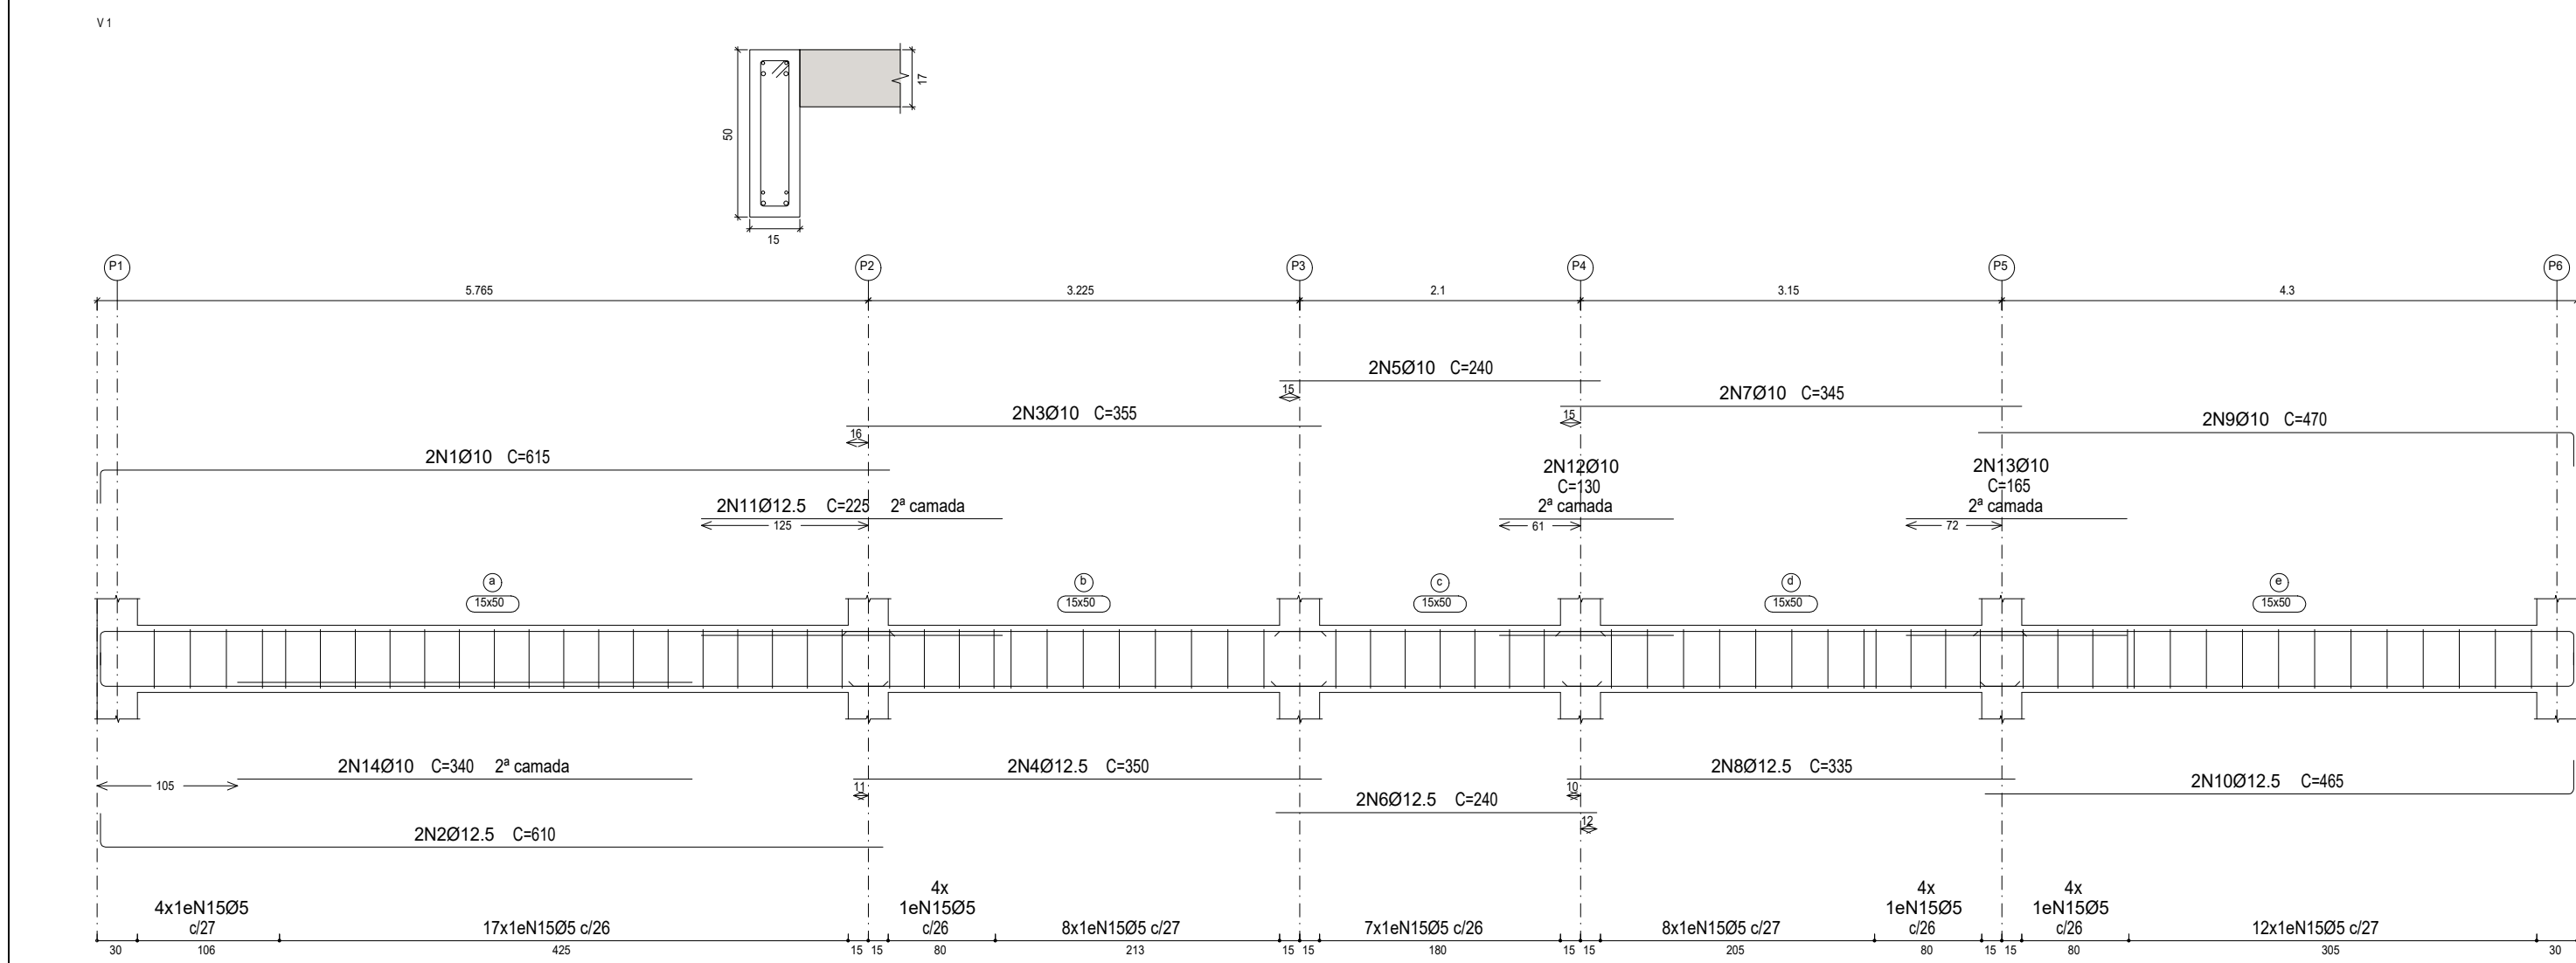 V 1
17
50
15
P1
P2
P3
P4
P5
P6
5.765
3.225
2.1
3.15
4.3
2N5Ø10 C=240
15
2N7Ø10 C=345
15
2N3Ø10 C=355
16
2N9Ø10 C=470
2N1Ø10 C=615
2N12Ø10
C=130
2ª camada
61
2N13Ø10
C=165
2ª camada
72
2N11Ø12.5 C=225 2ª camada
125
a
15x50
b
15x50
c
15x50
d
15x50
e
15x50
2N14Ø10 C=340 2ª camada
105
2N4Ø12.5 C=350
11
2N8Ø12.5 C=335
10
2N10Ø12.5 C=465
2N6Ø12.5 C=240
12
2N2Ø12.5 C=610
4x1eN15Ø5
c/27
17x1eN15Ø5 c/26
4x
1eN15Ø5
c/26
8x1eN15Ø5 c/27
7x1eN15Ø5 c/26
8x1eN15Ø5 c/27
4x
1eN15Ø5
c/26
4x
1eN15Ø5
c/26
12x1eN15Ø5 c/27
30 106 425 15 15 80 213 15 15 180 15 15 205 80 15 15 80 305 30